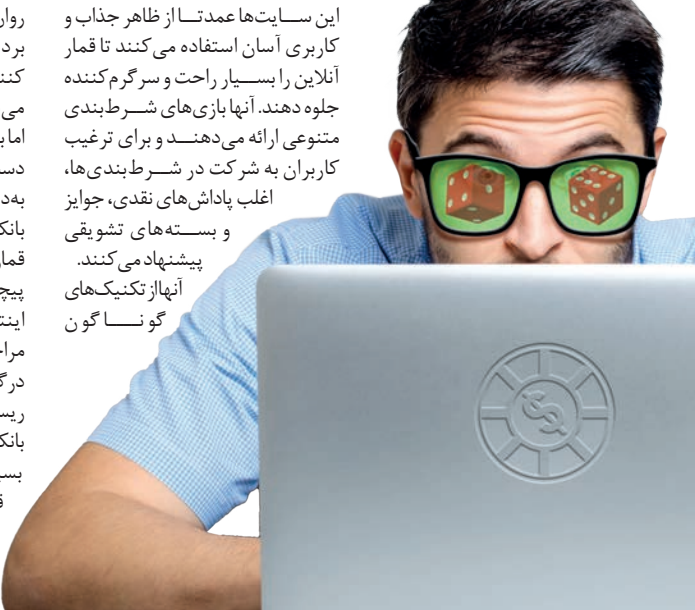 این سایت‌ها عمدتا از ظاهر جذاب و
کاربری آسان استفاده می‌کنند تا قمار
آنلاین را بسیار راحت و سرگرم‌کننده
جلوه دهند. آنها بازی‌های شرط‌بندی
متنوعی ارائه می‌دهند و برای ترغیب
کاربران به شرکت در شرط‌بندی‌ها،
اغلب پاداش‌های نقدی، جوایز
و بسته‌های تشویقی
پیشنهاد می‌کنند.
آنها از تکنیک‌های
گوناگون
$